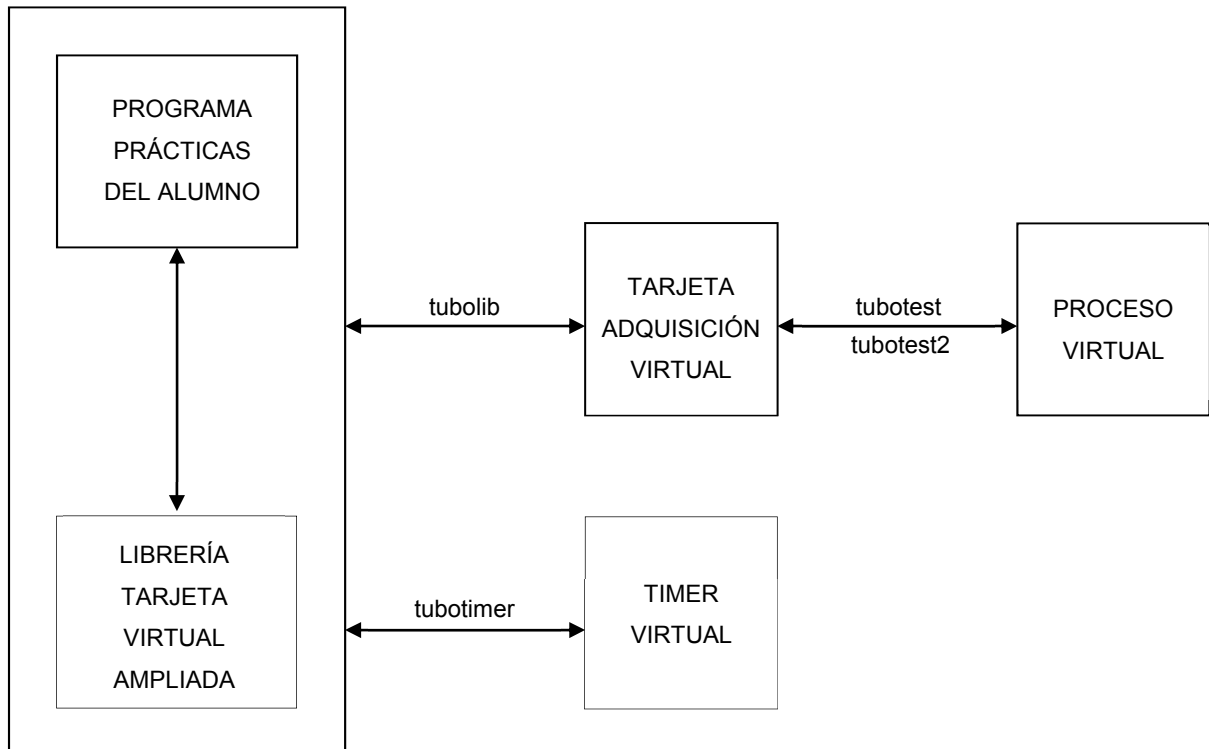 PROGRAMA
PRÁCTICAS
DEL ALUMNO
tubolib
TARJETA
ADQUISICIÓN
VIRTUAL
tubotest
tubotest2
PROCESO
VIRTUAL
LIBRERÍA
TARJETA
VIRTUAL
AMPLIADA
tubotimer
TIMER
VIRTUAL